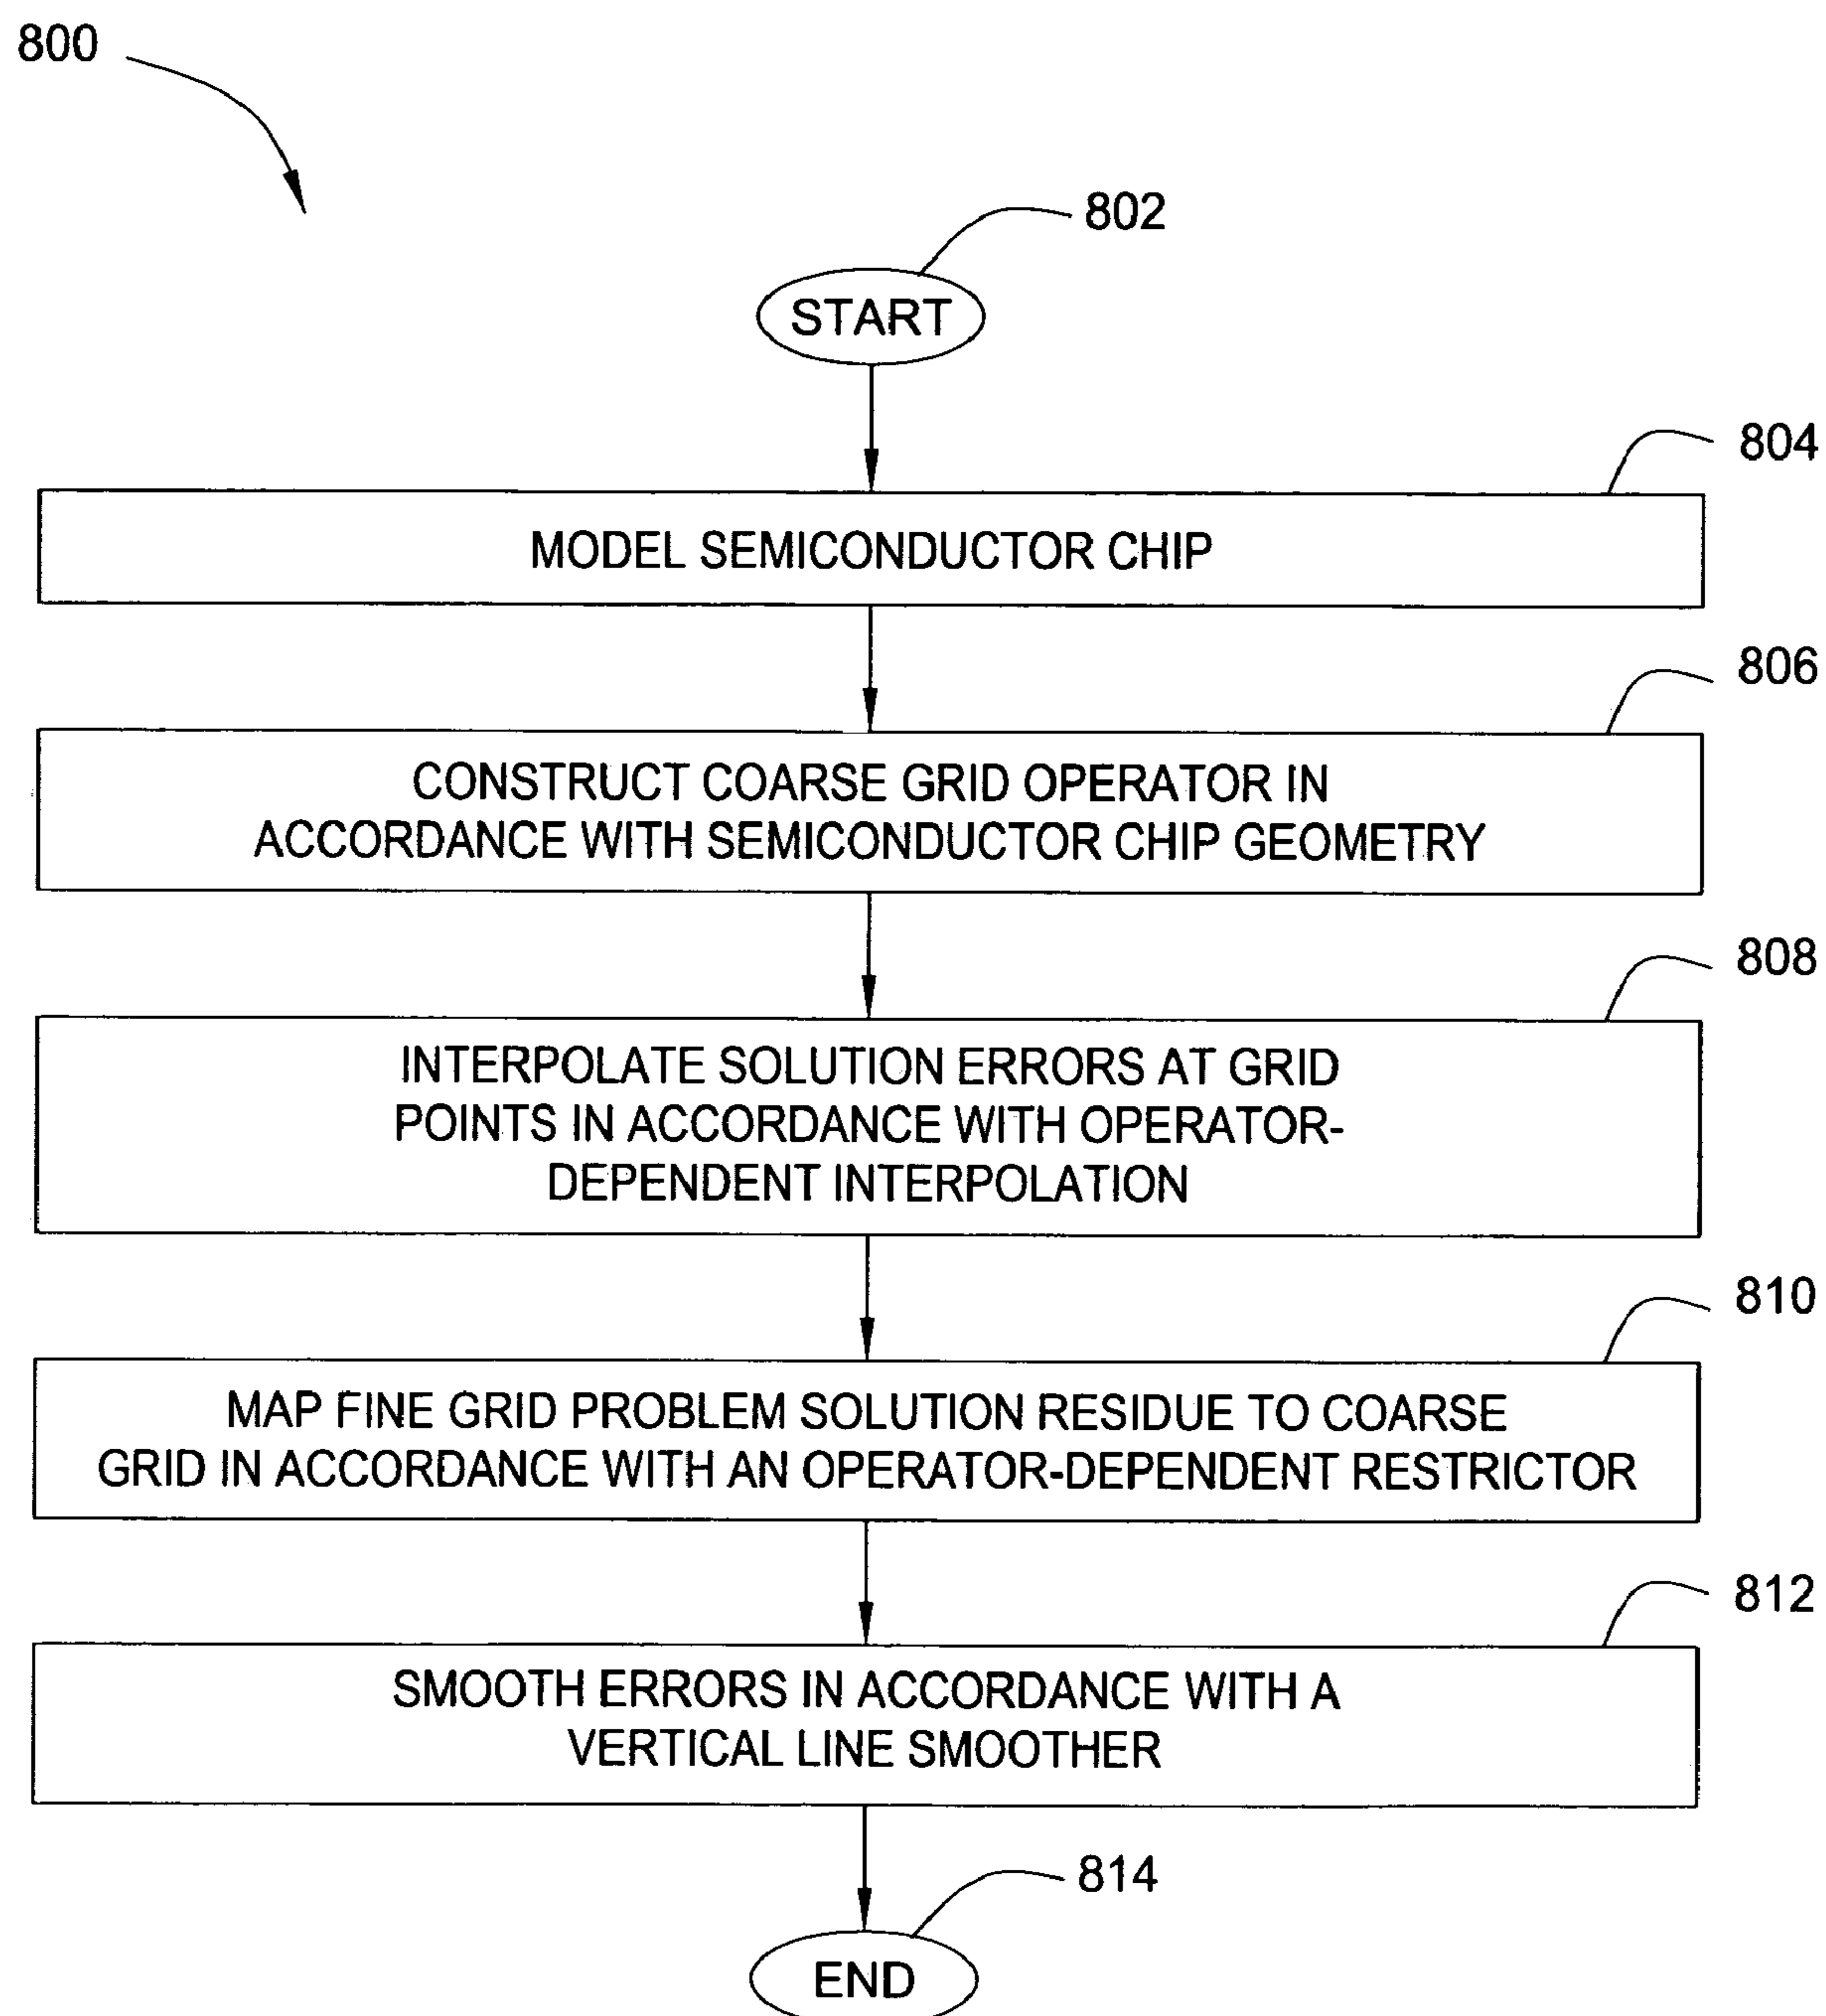 800
802
START
804
MODEL SEMICONDUCTOR CHIP
806
CONSTRUCT COARSE GRID OPERATOR IN
ACCORDANCE WITH SEMICONDUCTOR CHIP GEOMETRY
808
INTERPOLATE SOLUTION ERRORS AT GRID
POINTS IN ACCORDANCE WITH OPERATOR-
DEPENDENT INTERPOLATION
810
MAP FINE GRID PROBLEM SOLUTION RESIDUE TO COARSE
GRID IN ACCORDANCE WITH AN OPERATOR-DEPENDENT RESTRICTOR
812
SMOOTH ERRORS IN ACCORDANCE WITH A
VERTICAL LINE SMOOTHER
814
END